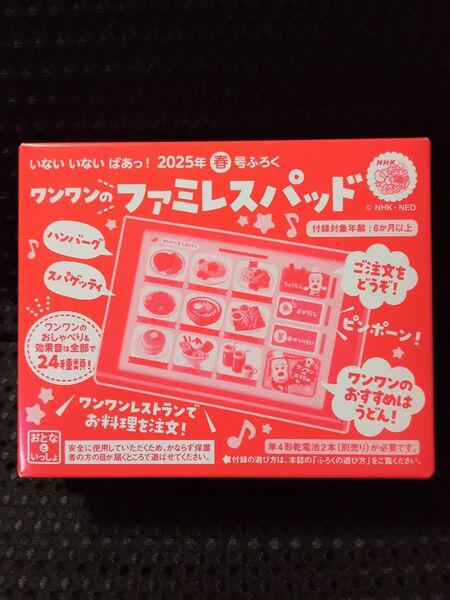 いない いない ばあっ! 2025年 春 号ふろく
NHK
ワンワンの ファミレスパッド
© NHK・NED
付録対象年齢：6か月以上
ハンバーグ
スパゲッティ
ご注文を
どうぞ!
ピンポーン!
ワンワンの
おしゃべり&
効果音は全部で
24種類!
ワンワンの
おすすめは
うどん!
ワンワンレストランで
お料理を注文!
おとな
と
いっしょ
安全に使用していただくため、かならず保護
者の方の目が届くところで遊ばせてください。
単4形乾電池2本(別売り)が必要です。
★付録の遊び方は、本誌の「ふろくの遊び方」をご覧ください。